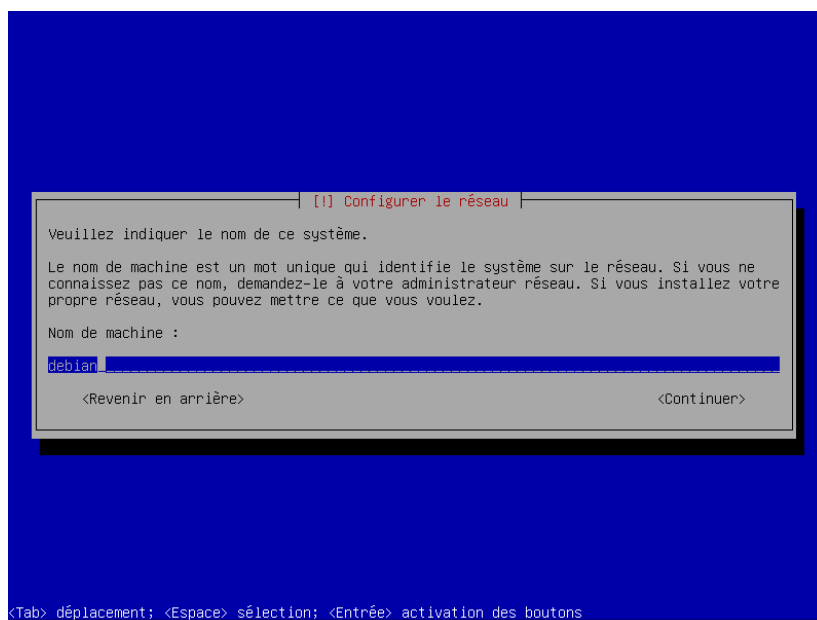 [!] Configurer le réseau
Veuillez indiquer le nom de ce système.
Le nom de machine est un mot unique qui identifie le système sur le réseau. Si vous ne
connaissez pas ce nom, demandez-le à votre administrateur réseau. Si vous installez votre
propre réseau, vous pouvez mettre ce que vous voulez.
Nom de machine :
debian
<Revenir en arrière> <Continuer>
<Tab> déplacement; <Espace> sélection; <Entrée> activation des boutons